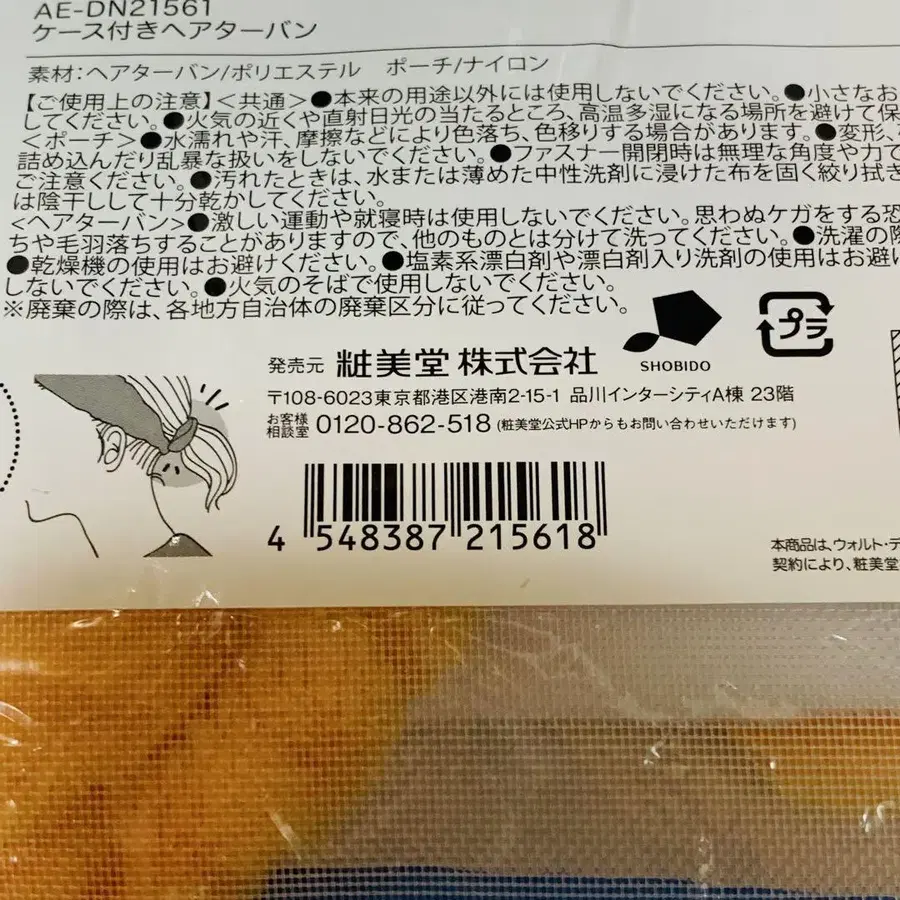 AE-DN21561
ケース付きヘアターバン
素材:ヘアターバン/ポリエステル ポーチ/ナイロン
【ご使用上の注意】<共通>●本来の用途以外には使用しないでください。●小さなお
してください。●火気の近くや直射日光の当たるところ、高温多湿になる場所を避けて保
<ポーチ>●水濡れや汗、摩擦などにより色落ち、色移りする場合があります。●変形、
詰め込んだり乱暴な扱いをしないでください。●ファスナー開閉時は無理な角度や力で
ご注意ください。●汚れたときは、水または薄めた中性洗剤に浸けた布を固く絞り拭き
は陰干しして十分乾かしてください。
<ヘアターバン>●激しい運動や就寝時は使用しないでください。思わぬケガをする恐
ちや毛羽落ちすることがありますので、他のものとは分けて洗ってください。●洗濯の際
●乾燥機の使用はお避けください。●塩素系漂白剤や漂白剤入り洗剤の使用はお避け
しないでください。●火気のそばで使用しないでください。
※廃棄の際は、各地方自治体の廃棄区分に従ってください。
SHOBIDO
プラ
発売元 粧美堂 株式会社
〒108-6023東京都港区港南2-15-1 品川インターシティA棟 23階
お客様相談室 0120-862-518 (粧美堂公式HPからもお問い合わせいただけます)
4 548387 215618
本商品は、ウォルト・デ
契約により、粧美堂